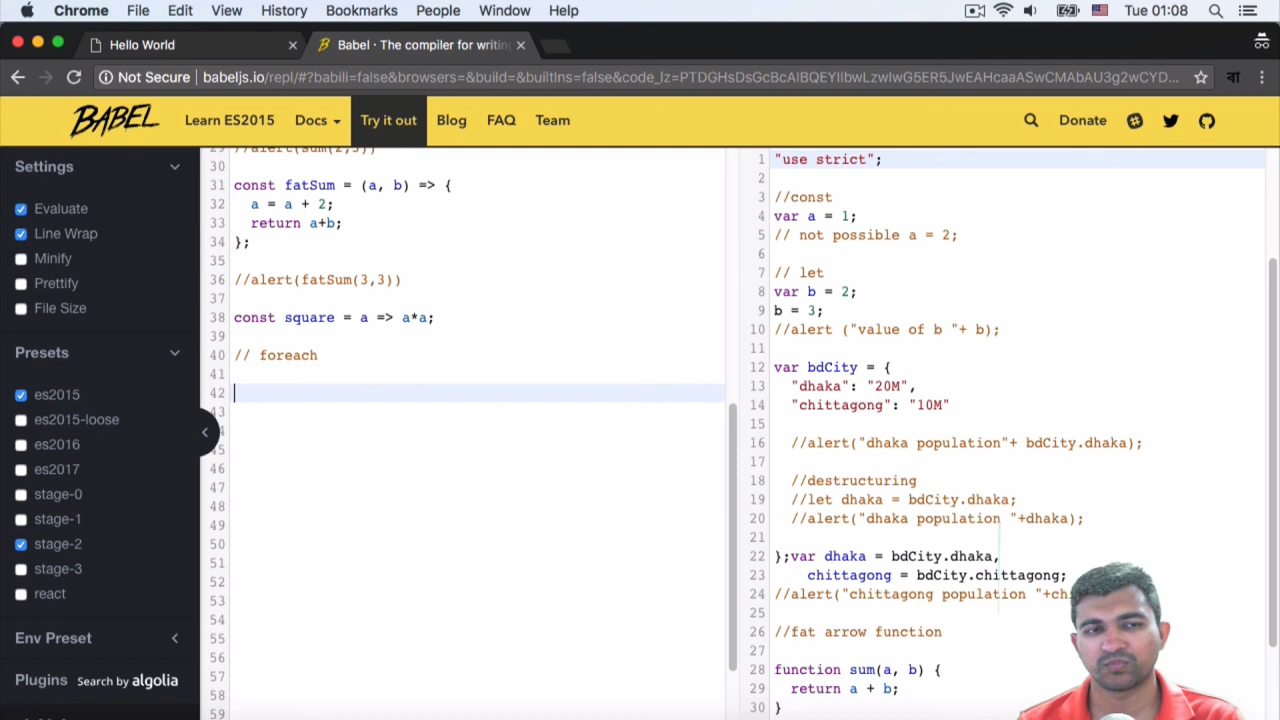 Chrome File Edit View History Bookmarks People Window Help Tue 01:08
Hello World
Babel · The compiler for writin
Not Secure babeljs.io/repl/#?babili=false&browsers=&build=&builtIns=false&code_lz=PTDGHsDsGcBcAIBQEYIIbwLzwIwG5ER5JwEAHcaaASwCMAbAU3g2wCYD...
বা
BABEL Learn ES2015 Docs Try it out Blog FAQ Team Donate
Settings
Evaluate
Line Wrap
Minify
Prettify
File Size
Presets
es2015
es2015-loose
es2016
es2017
stage-0
stage-1
stage-2
stage-3
react
Env Preset
Plugins Search by algolia
29 //alert(sum(2,3))
30
31 const fatSum = (a, b) => {
32 a = a + 2;
33 return a+b;
34 };
35
36 //alert(fatSum(3,3))
37
38 const square = a => a*a;
39
40 // foreach
41
42
43
45
46
47
48
49
50
51
52
53
54
55
56
57
58
59
1 "use strict";
2
3 //const
4 var a = 1;
5 // not possible a = 2;
6
7 // let
8 var b = 2;
9 b = 3;
10 //alert ("value of b "+ b);
11
12 var bdCity = {
13 "dhaka": "20M",
14 "chittagong": "10M"
15
16 //alert("dhaka population"+ bdCity.dhaka);
17
18 //destructuring
19 //let dhaka = bdCity.dhaka;
20 //alert("dhaka population "+dhaka);
21
22 };var dhaka = bdCity.dhaka,
23 chittagong = bdCity.chittagong;
24 //alert("chittagong population "+ch
25
26 //fat arrow function
27
28 function sum(a, b) {
29 return a + b;
30 }